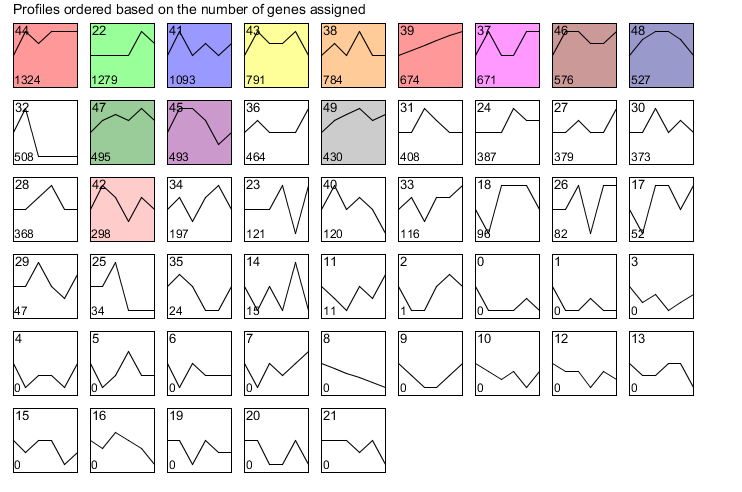 Profiles ordered based on the number of genes assigned
44 22 41 43 38 39 37 46 48
1324 1279 1093 791 784 674 671 576 527
32 47 45 36 49 31 24 27 30
508 495 493 464 430 408 387 379 373
28 42 34 23 40 33 18 26 17
368 298 197 121 120 116 96 82 52
29 25 35 14 11 2 0 1 3
47 34 24 15 11 1 0 0 0
4 5 6 7 8 9 10 12 13
0 0 0 0 0 0 0 0 0
15 16 19 20 21
0 0 0 0 0